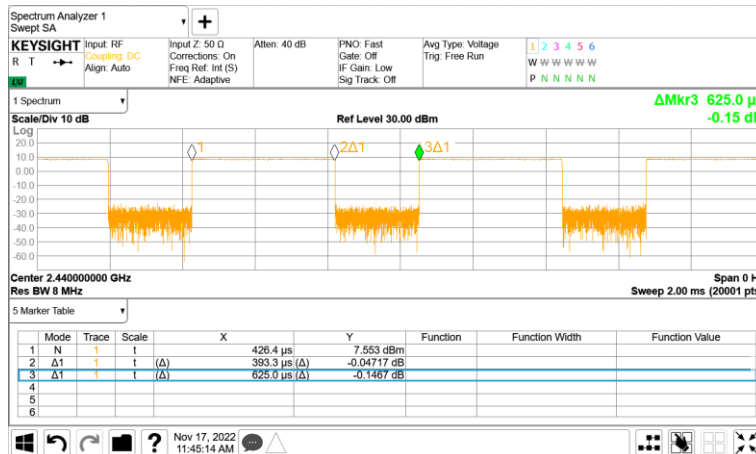 Spectrum Analyzer 1
Swept SA
+
KEYSIGHT
R T
LU
Input: RF
Coupling: DC
Align: Auto
Input Z: 50 Ω
Corrections: On
Freq Ref: Int (S)
NFE: Adaptive
Atten: 40 dB
PNO: Fast
Gate: Off
IF Gain: Low
Sig Track: Off
Avg Type: Voltage
Trig: Free Run
1 2 3 4 5 6
W W W W W W
P N N N N N
1 Spectrum
ΔMkr3 625.0 µ
-0.15 d
Scale/Div 10 dB
Ref Level 30.00 dBm
Log
20.0
10.0
0.00
-10.0
-20.0
-30.0
-40.0
-50.0
-60.0
1
2Δ1
3Δ1
Center 2.440000000 GHz
Span 0 H
Res BW 8 MHz
Sweep 2.00 ms (20001 pts
5 Marker Table
Mode Trace Scale X Y Function Function Width Function Value
1 N 1 t 426.4 µs 7.553 dBm
2 Δ1 1 t (Δ) 393.3 µs (Δ) -0.04717 dB
3 Δ1 1 t (Δ) 625.0 µs (Δ) -0.1467 dB
4
5
6
?
Nov 17, 2022
11:45:14 AM